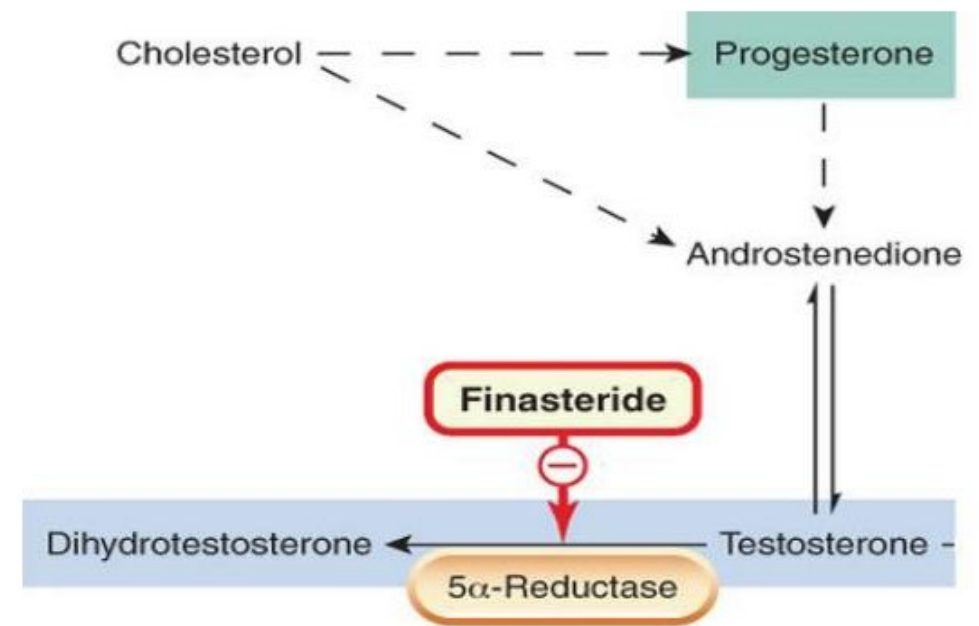 Cholesterol
Progesterone
Androstenedione
Finasteride
Dihydrotestosterone
Testosterone
5α-Reductase